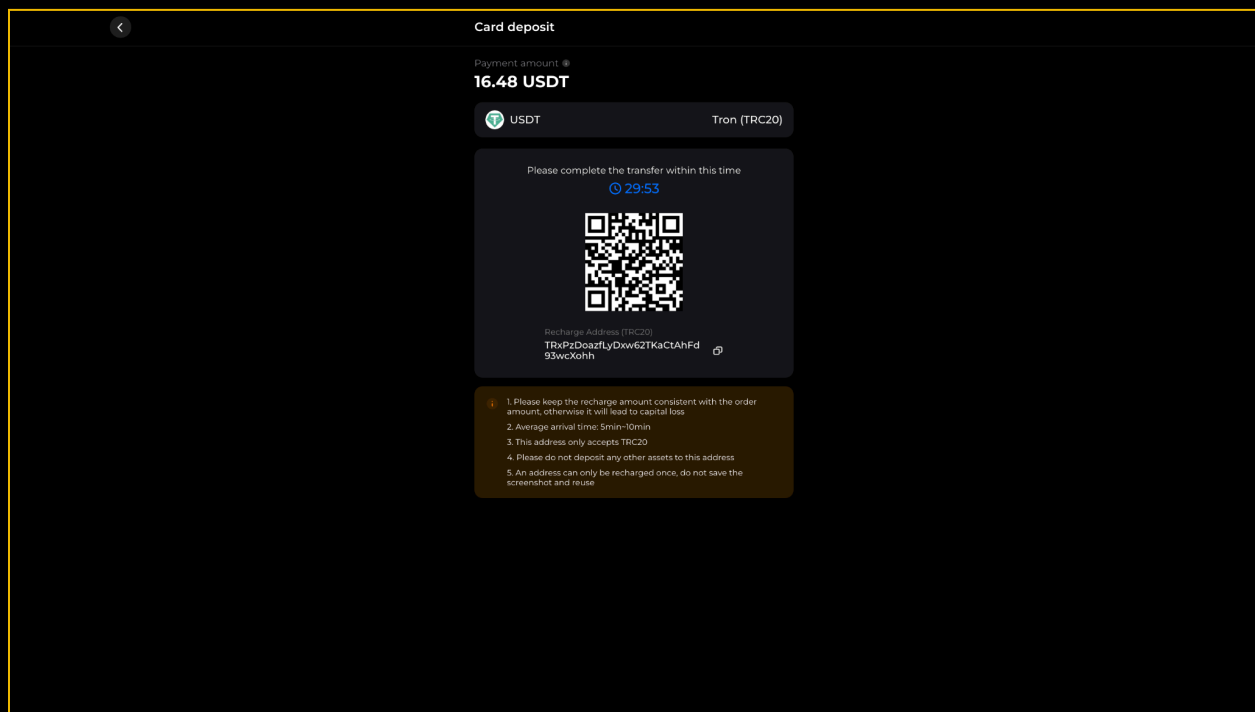 Card deposit
Payment amount
16.48 USDT
USDT
Tron (TRC20)
Please complete the transfer within this time
29:53
Recharge Address (TRC20)
TRxPzDoazfLyDxw62TKaCtAhFd
93wcXohh
1. Please keep the recharge amount consistent with the order
amount, otherwise it will lead to capital loss
2. Average arrival time: 5min~10min
3. This address only accepts TRC20
4. Please do not deposit any other assets to this address
5. An address can only be recharged once, do not save the
screenshot and reuse